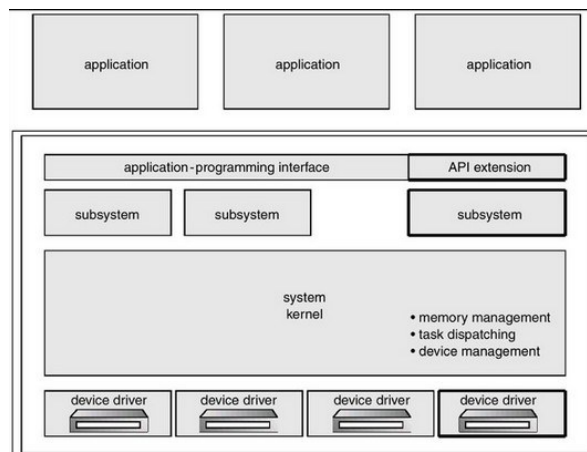 application
application
application
application-programming interface
API extension
subsystem
subsystem
subsystem
system
kernel
• memory management
• task dispatching
• device management
device driver
device driver
device driver
device driver